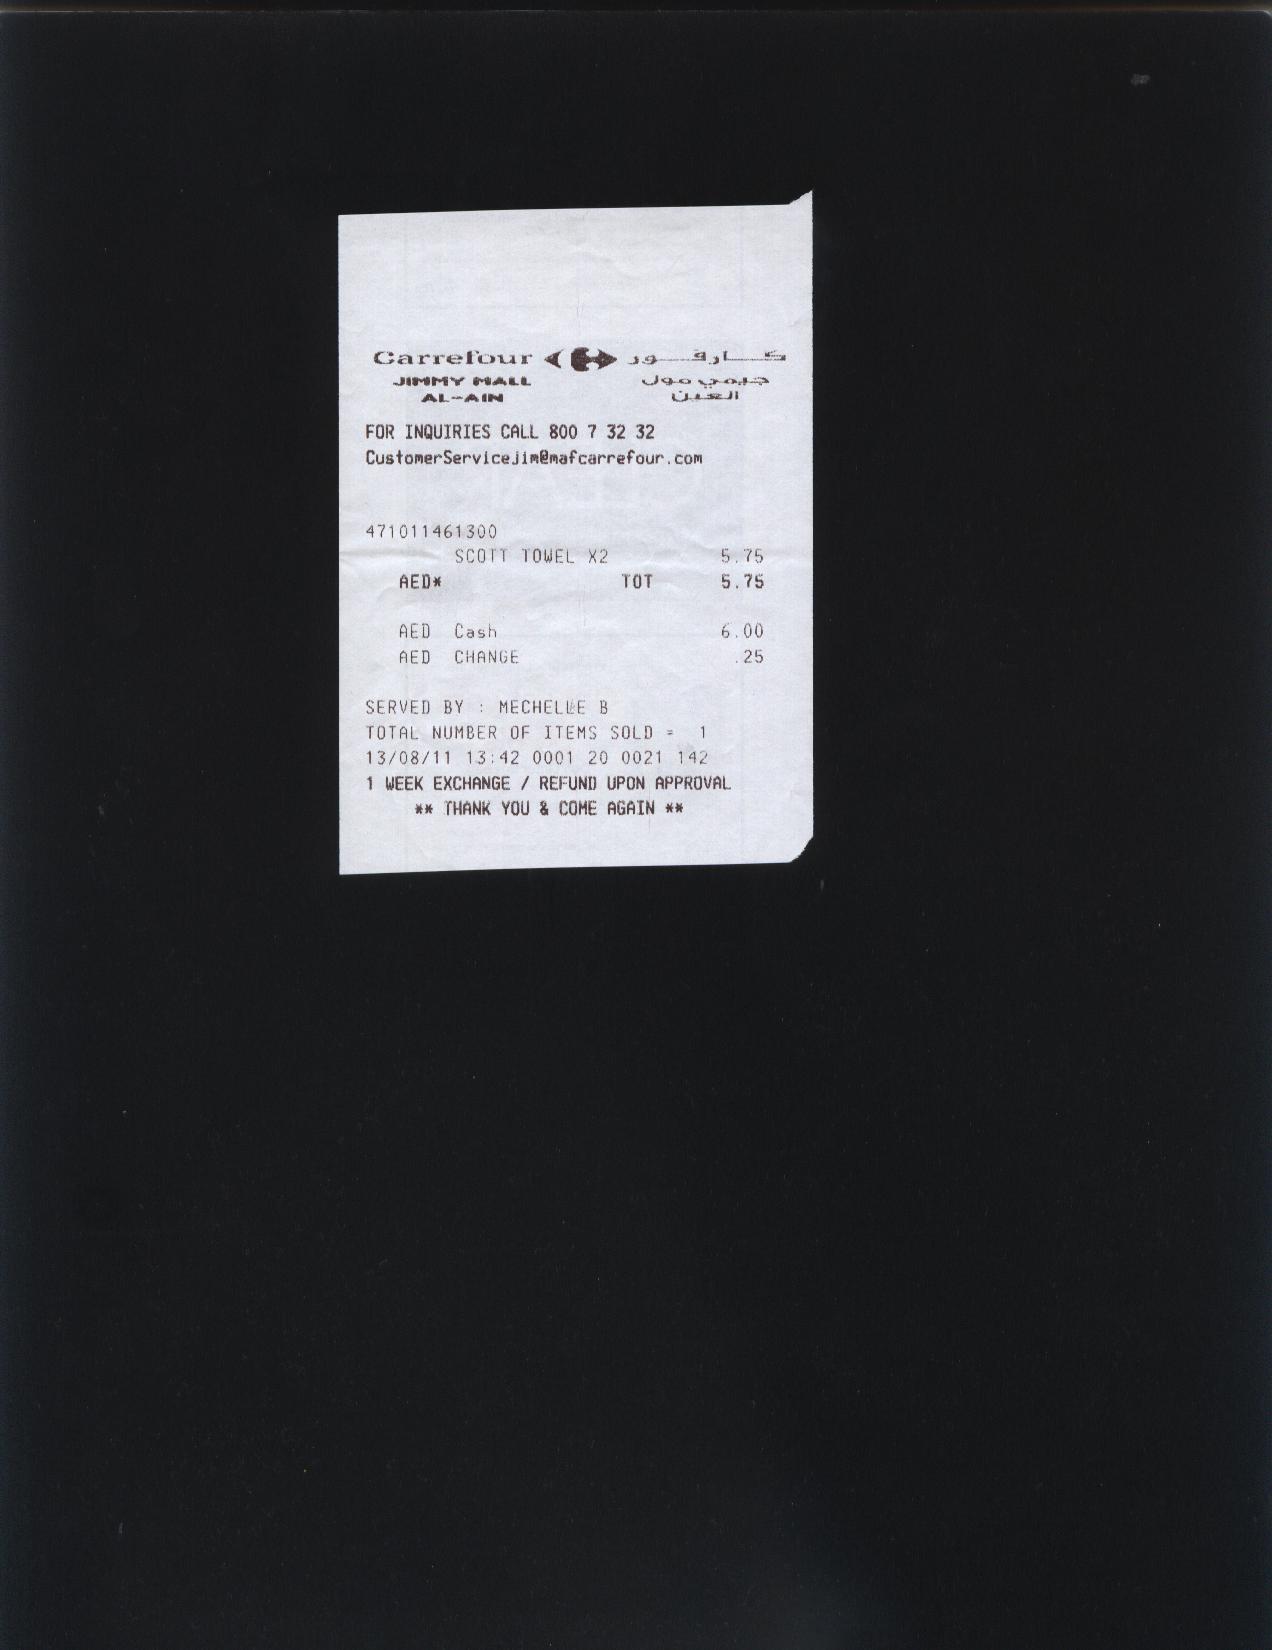 Carrefour كارفور
JIMMY MALL جيمي مول
AL-AIN العين
FOR INQUIRIES CALL 800 7 32 32
CustomerServiceJim@mafcarrefour.com
471011461300
SCOTT TOWEL X2 5.75
AED* TOT 5.75
AED Cash 6.00
AED CHANGE .25
SERVED BY : MECHELLE B
TOTAL NUMBER OF ITEMS SOLD = 1
13/08/11 13:42 0001 20 0021 142
1 WEEK EXCHANGE / REFUND UPON APPROVAL
** THANK YOU & COME AGAIN **